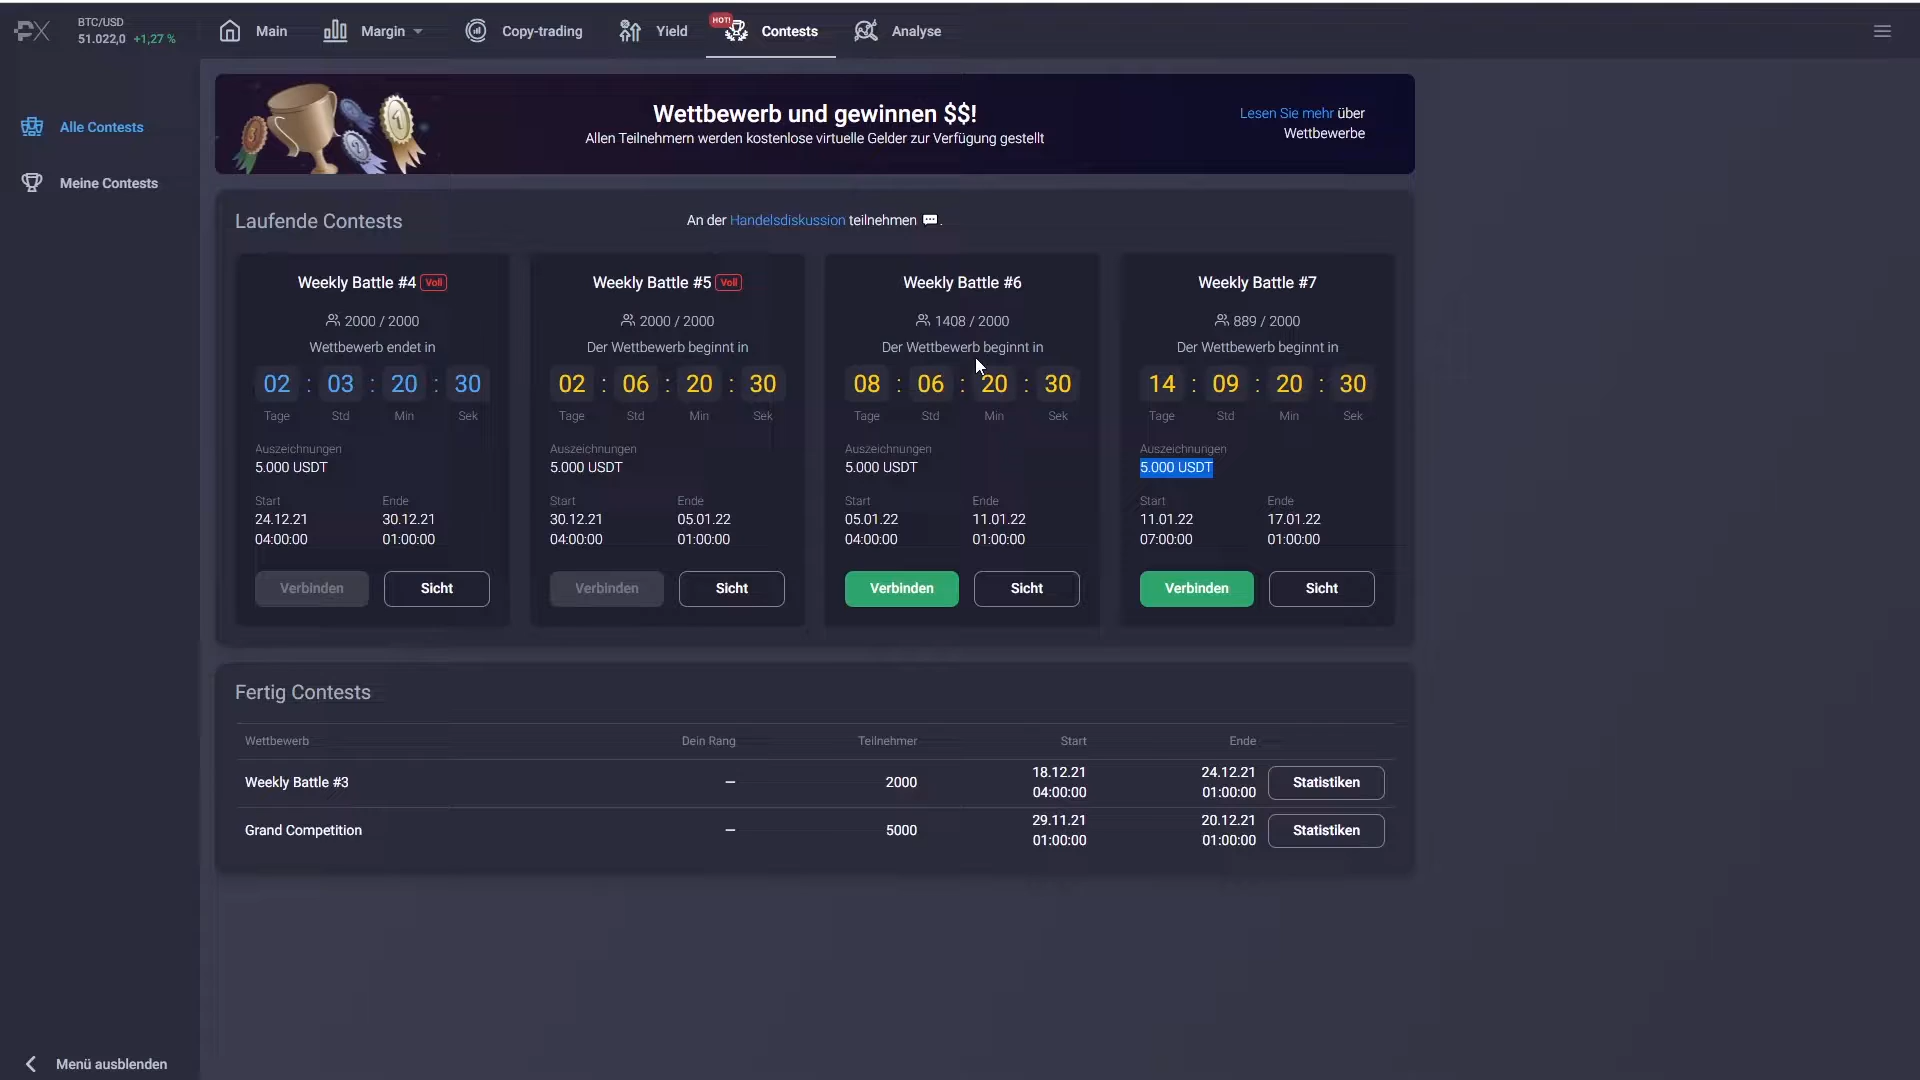 BTC/USD
51.022,0 +1,27 %
Main
Margin
Copy-trading
Yield
HOT!
Contests
Analyse
Alle Contests
Meine Contests
Wettbewerb und gewinnen $$!
Allen Teilnehmern werden kostenlose virtuelle Gelder zur Verfügung gestellt
Lesen Sie mehr über
Wettbewerbe
Laufende Contests
An der Handelsdiskussion teilnehmen 💬.
Weekly Battle #4 Voll
2000 / 2000
Wettbewerb endet in
02 : 03 : 20 : 30
Tage Std Min Sek
Auszeichnungen
5.000 USDT
Start Ende
24.12.21 30.12.21
04:00:00 01:00:00
Verbinden Sicht
Weekly Battle #5 Voll
2000 / 2000
Der Wettbewerb beginnt in
02 : 06 : 20 : 30
Tage Std Min Sek
Auszeichnungen
5.000 USDT
Start Ende
30.12.21 05.01.22
04:00:00 01:00:00
Verbinden Sicht
Weekly Battle #6
1408 / 2000
Der Wettbewerb beginnt in
08 : 06 : 20 : 30
Tage Std Min Sek
Auszeichnungen
5.000 USDT
Start Ende
05.01.22 11.01.22
04:00:00 01:00:00
Verbinden Sicht
Weekly Battle #7
889 / 2000
Der Wettbewerb beginnt in
14 : 09 : 20 : 30
Tage Std Min Sek
Auszeichnungen
5.000 USDT
Start Ende
11.01.22 17.01.22
07:00:00 01:00:00
Verbinden Sicht
Fertig Contests
Wettbewerb Dein Rang Teilnehmer Start Ende
Weekly Battle #3 — 2000 18.12.21 24.12.21 Statistiken
04:00:00 01:00:00
Grand Competition — 5000 29.11.21 20.12.21 Statistiken
01:00:00 01:00:00
Menü ausblenden